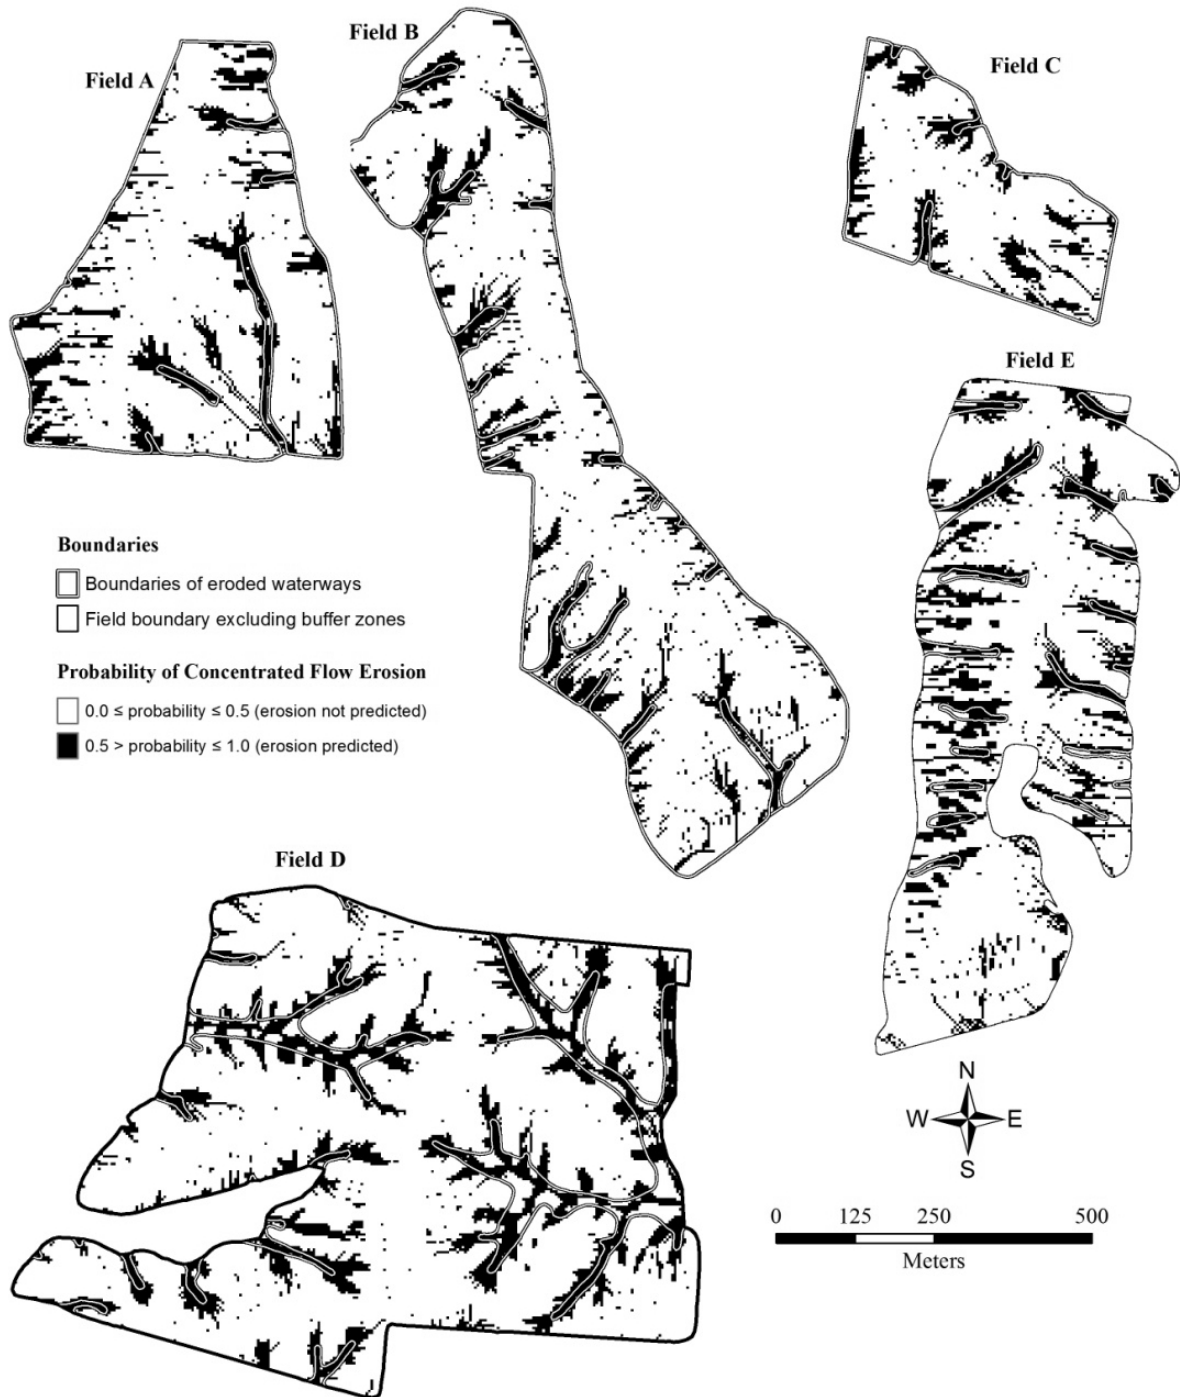 Field B
Field A
Field C
Field E
Boundaries
Boundaries of eroded waterways
Field boundary excluding buffer zones
Probability of Concentrated Flow Erosion
0.0 ≤ probability ≤ 0.5 (erosion not predicted)
0.5 > probability ≤ 1.0 (erosion predicted)
Field D
N
W E
S
0 125 250 500
Meters